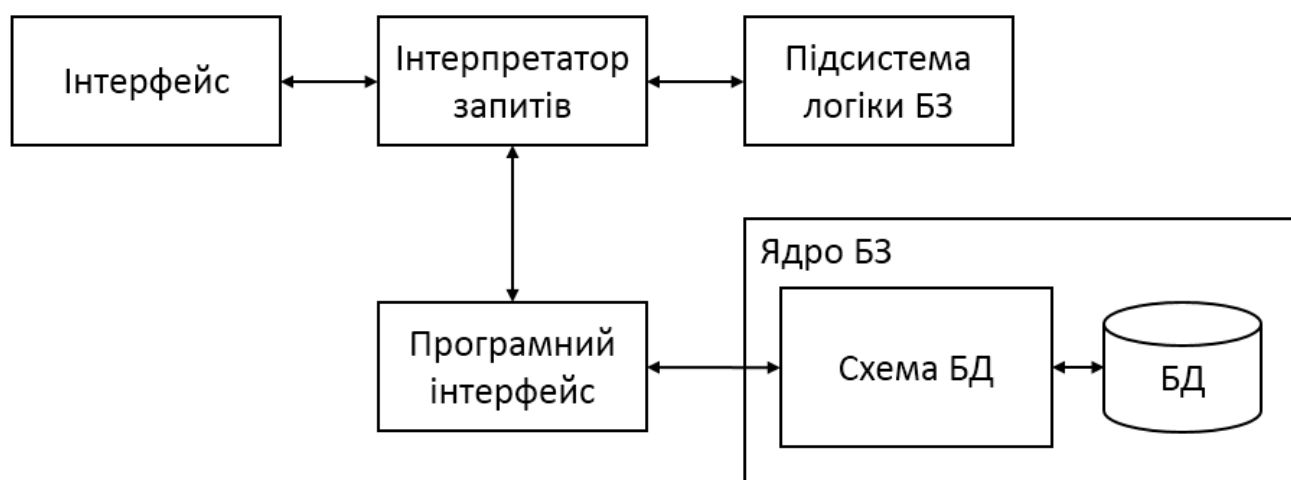 Інтерфейс
Інтерпретатор
запитів
Підсистема
логіки БЗ
Ядро БЗ
Програмний
інтерфейс
Схема БД
БД